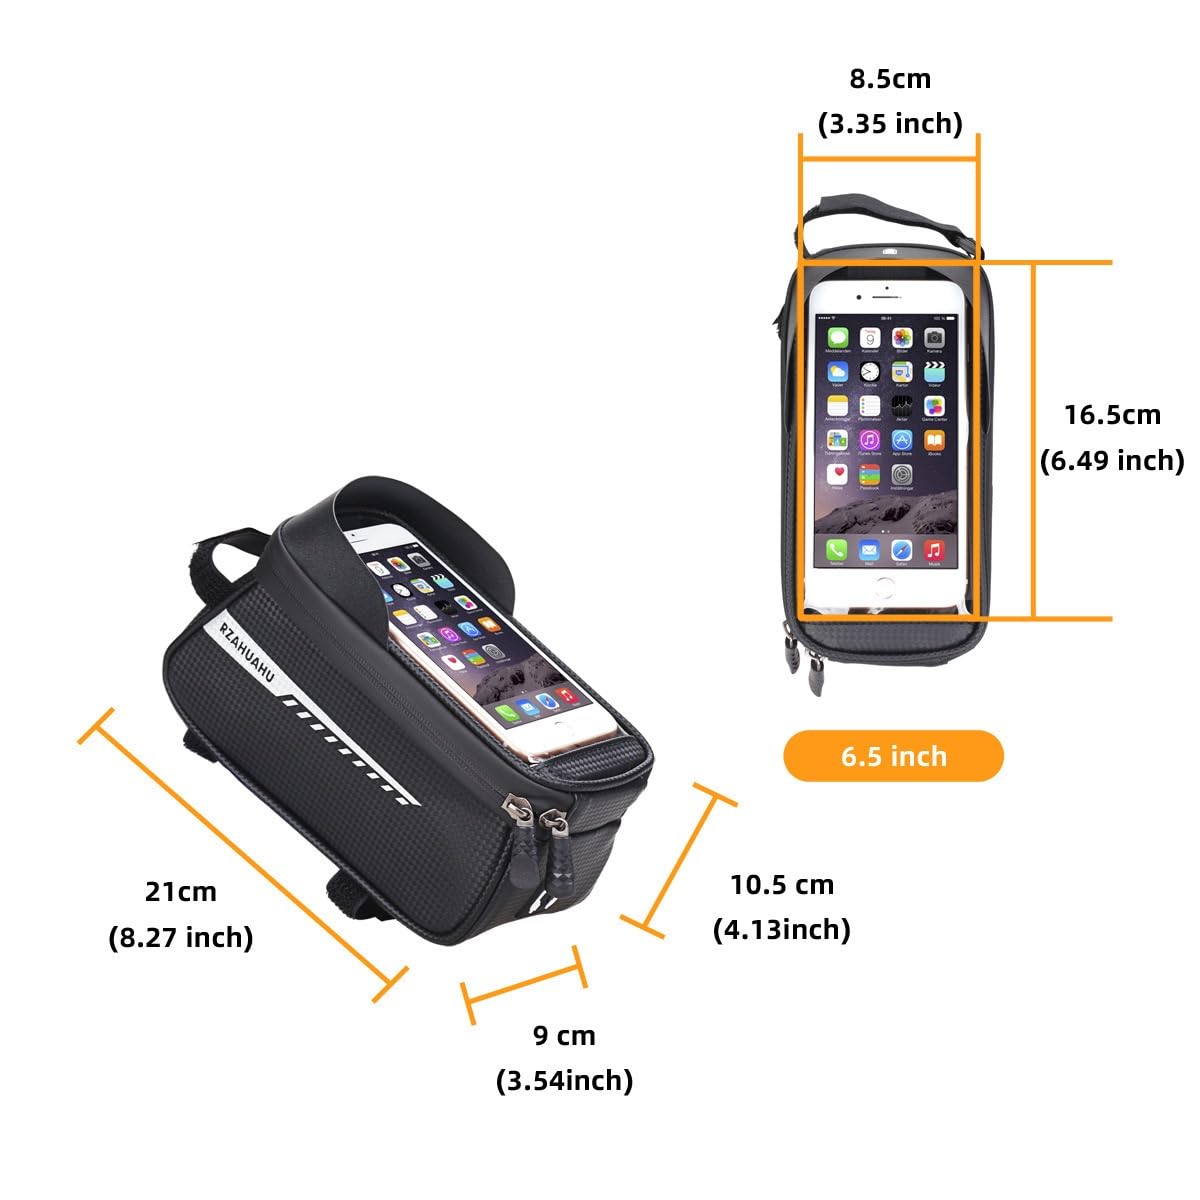 8.5cm
(3.35 inch)
16.5cm
(6.49 inch)
6.5 inch
RZAHUAHU
21cm
(8.27 inch)
10.5 cm
(4.13inch)
9 cm
(3.54inch)